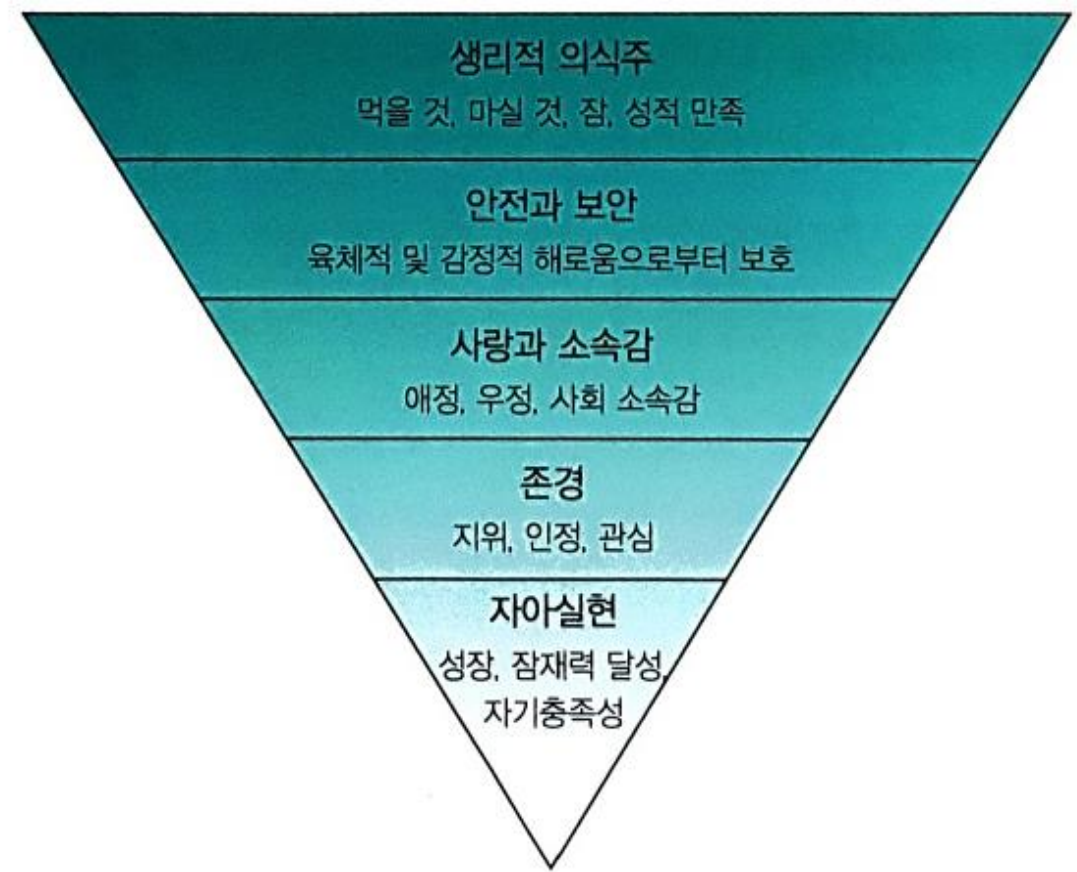 생리적 의식주
먹을 것, 마실 것, 잠, 성적 만족
안전과 보안
육체적 및 감정적 해로움으로부터 보호
사랑과 소속감
애정, 우정, 사회 소속감
존경
지위, 인정, 관심
자아실현
성장, 잠재력 달성,
자기충족성